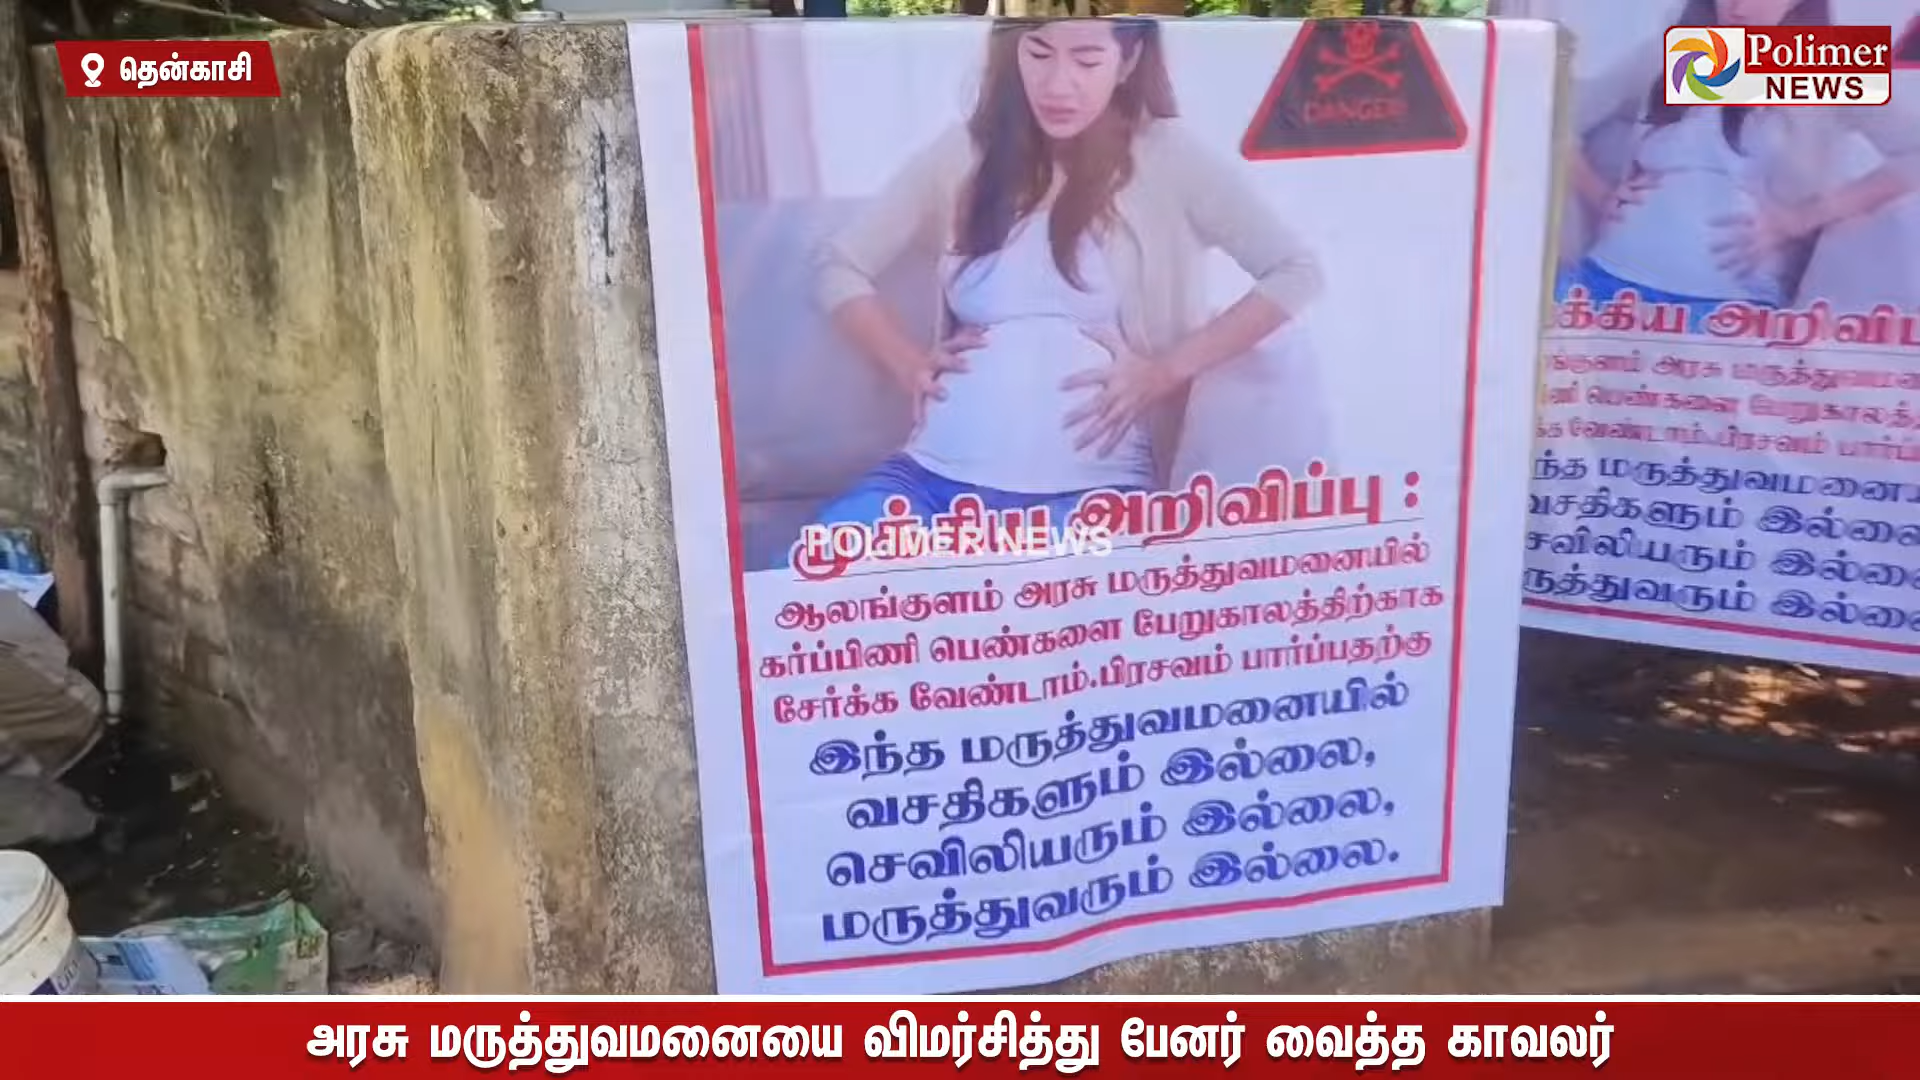 தென்காசி
Polimer
NEWS
DANGER
முக்கிய அறிவிப்பு :
POLIMER NEWS
ஆலங்குளம் அரசு மருத்துவமனையில்
கர்ப்பிணி பெண்களை பேறுகாலத்திற்காக
சேர்க்க வேண்டாம்.பிரசவம் பார்ப்பதற்கு
இந்த மருத்துவமனையில்
வசதிகளும் இல்லை,
செவிலியரும் இல்லை,
மருத்துவரும் இல்லை.
அரசு மருத்துவமனையை விமர்சித்து பேனர் வைத்த காவலர்